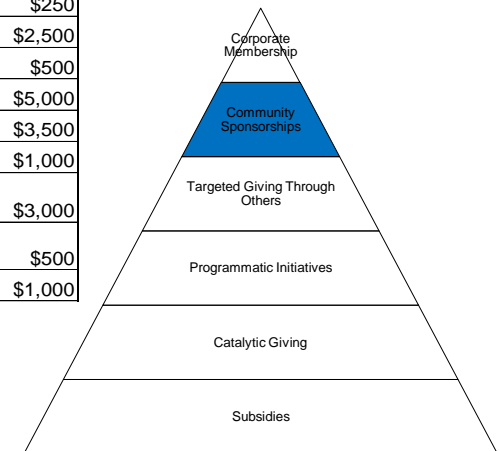 $250
$2,500
$500
$5,000
$3,500
$1,000
$3,000
$500
$1,000
Corporate
Membership
Community
Sponsorships
Targeted Giving Through
Others
Programmatic Initiatives
Catalytic Giving
Subsidies